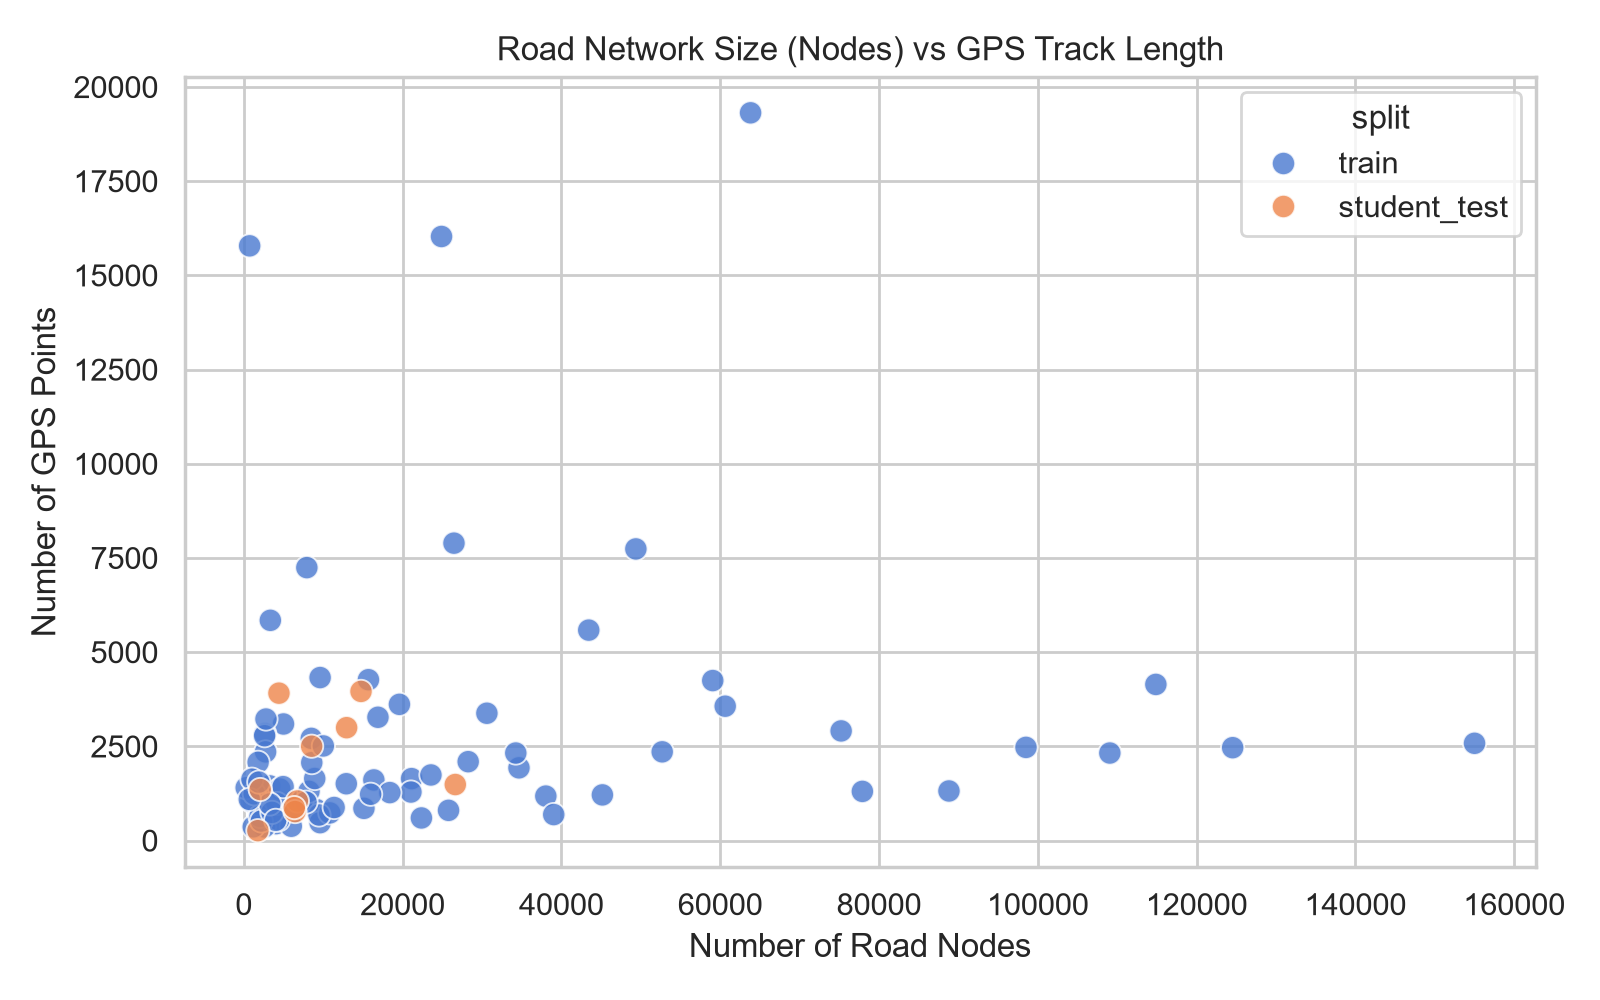 Road Network Size (Nodes) vs GPS Track Length
20000
17500
15000
12500
10000
7500
5000
2500
0
Number of GPS Points
split
train
student_test
0 20000 40000 60000 80000 100000 120000 140000 160000
Number of Road Nodes